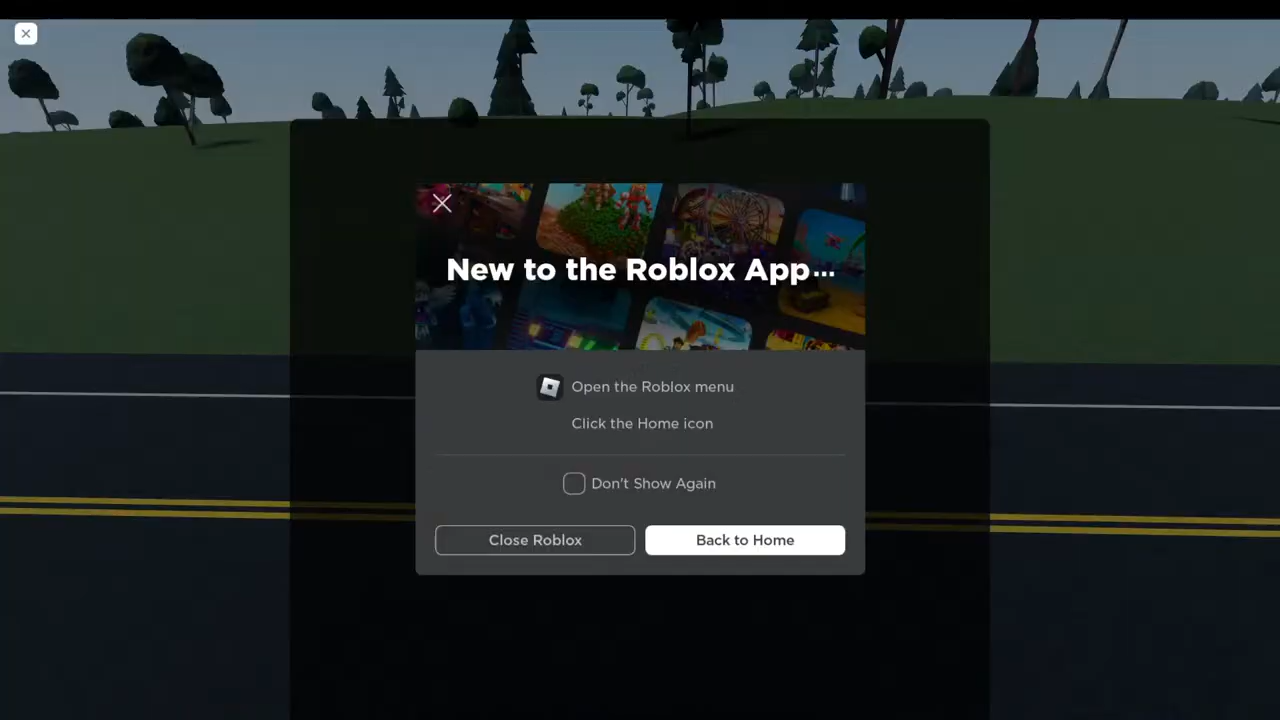 New to the Roblox App...
Open the Roblox menu
Click the Home icon
Don't Show Again
Close Roblox
Back to Home